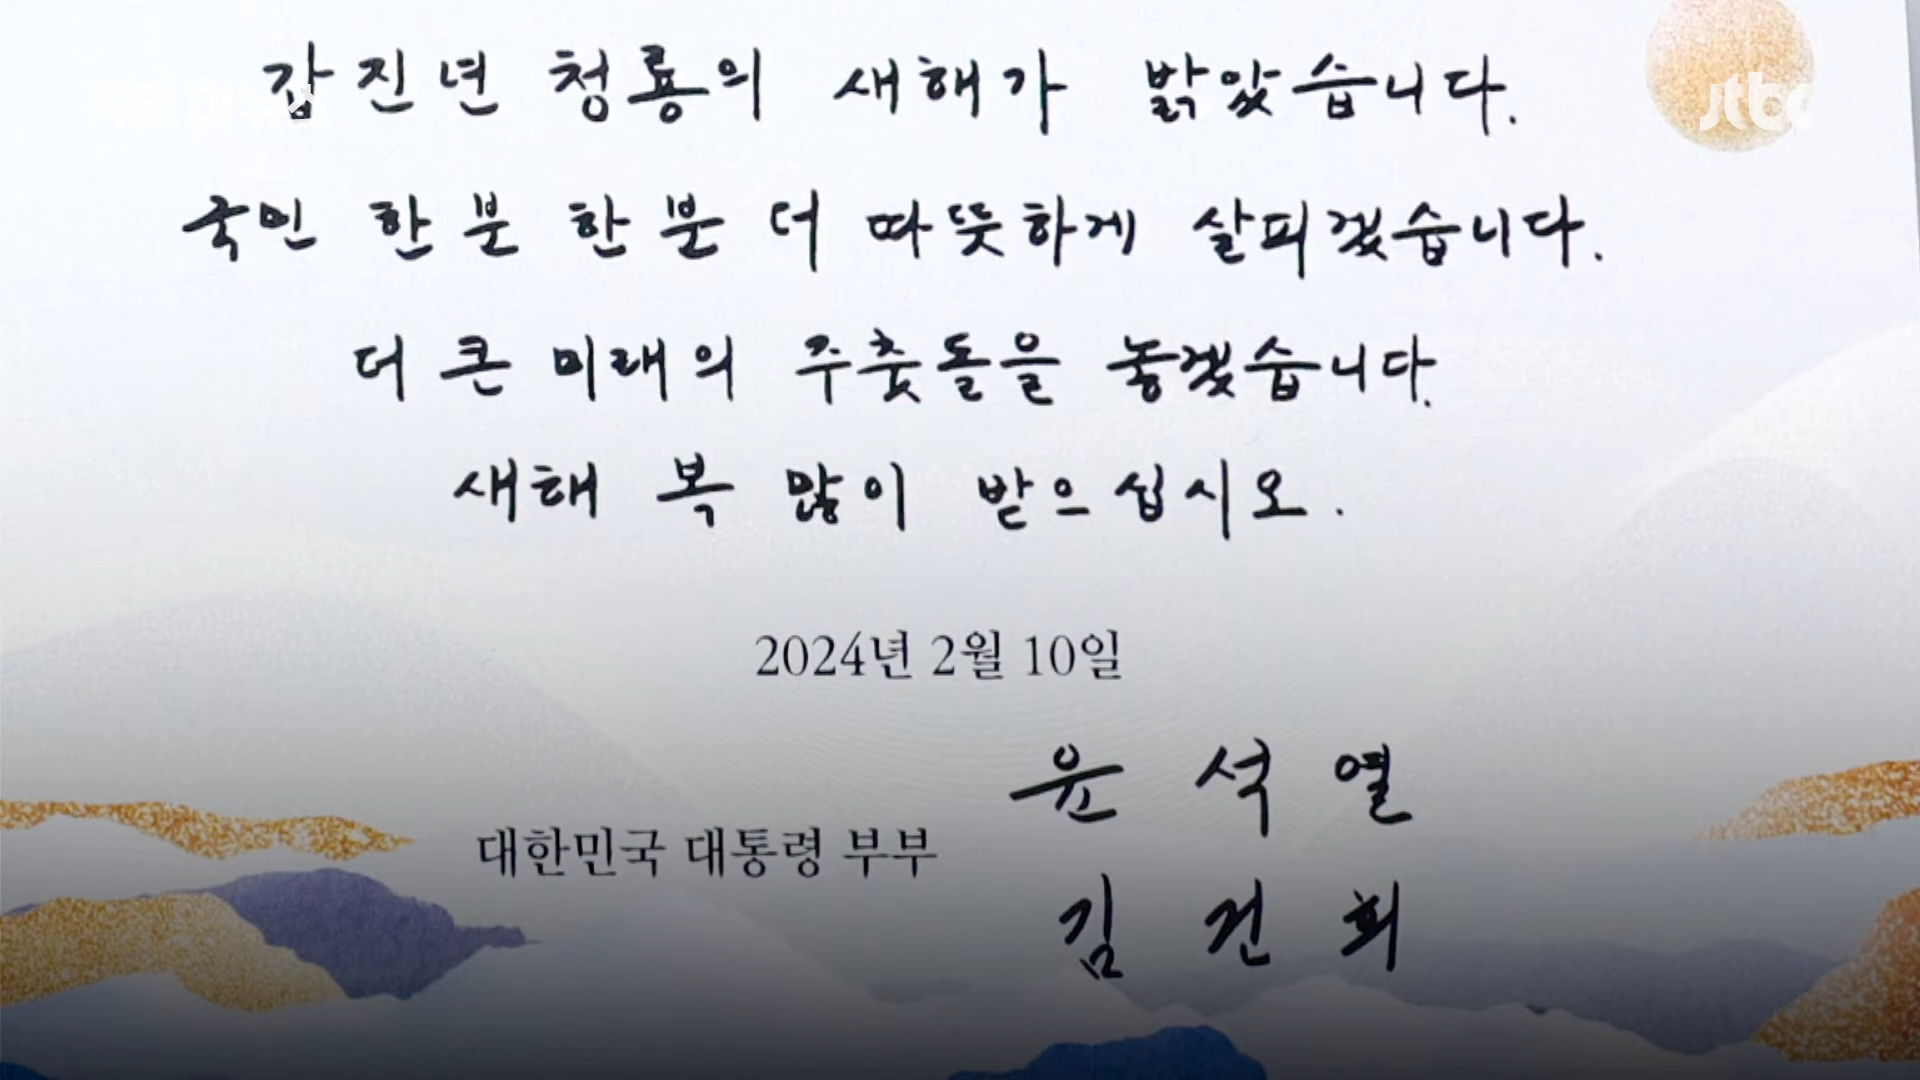 jtbc
갑진년 청룡의 새해가 밝았습니다.
국민 한분 한분 더 따뜻하게 살피겠습니다.
더 큰 미래의 주춧돌을 놓겠습니다.
새해 복 많이 받으십시오.
2024년 2월 10일
대한민국 대통령 부부
윤석열
김건희